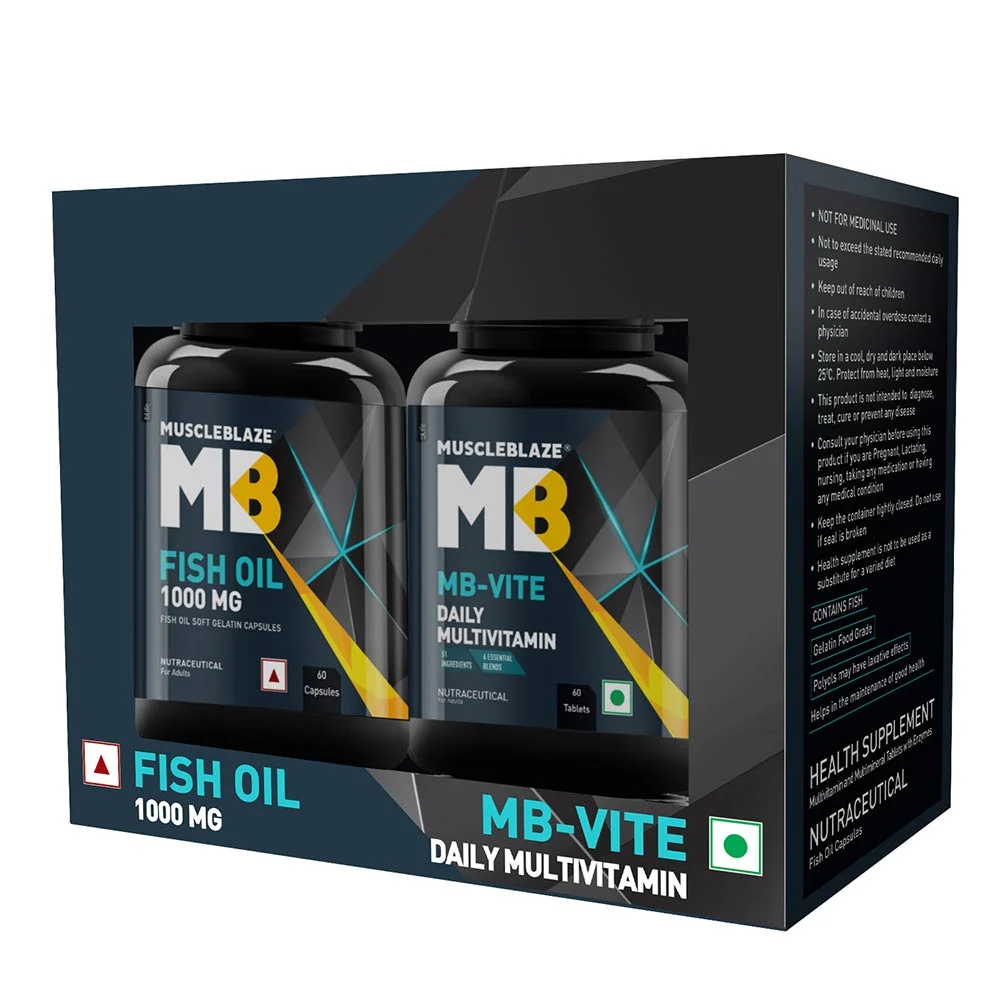 MUSCLEBLAZE
MB
FISH OIL
1000 MG
FISH OIL SOFT GELATIN CAPSULES
NUTRACEUTICAL
For Adults
60
Capsules
MUSCLEBLAZE®
MB
MB-VITE
DAILY
MULTIVITAMIN
51
INGREDIENTS
6 ESSENTIAL
BLENDS
NUTRACEUTICAL
For Adults
60
Tablets
FISH OIL
1000 MG
MB-VITE
DAILY MULTIVITAMIN
• NOT FOR MEDICINAL USE
• Not to exceed the stated recommended daily
usage
• Keep out of reach of children
• In case of accidental overdose contact a
physician
• Store in a cool, dry and dark place below
25°C. Protect from heat, light and moisture
• This product is not intended to diagnose,
treat, cure or prevent any disease
• Consult your physician before using this
product if you are Pregnant, Lactating,
nursing, taking any medication or having
any medical condition
• Keep the container tightly closed. Do not use
if seal is broken
• Health supplement is not to be used as a
substitute for a varied diet
CONTAINS FISH
Gelatin Food Grade
Polyols may have laxative effects
Helps in the maintenance of good health
HEALTH SUPPLEMENT
Multivitamin and Multimineral Tablets with Enzymes
NUTRACEUTICAL
Fish Oil Capsules